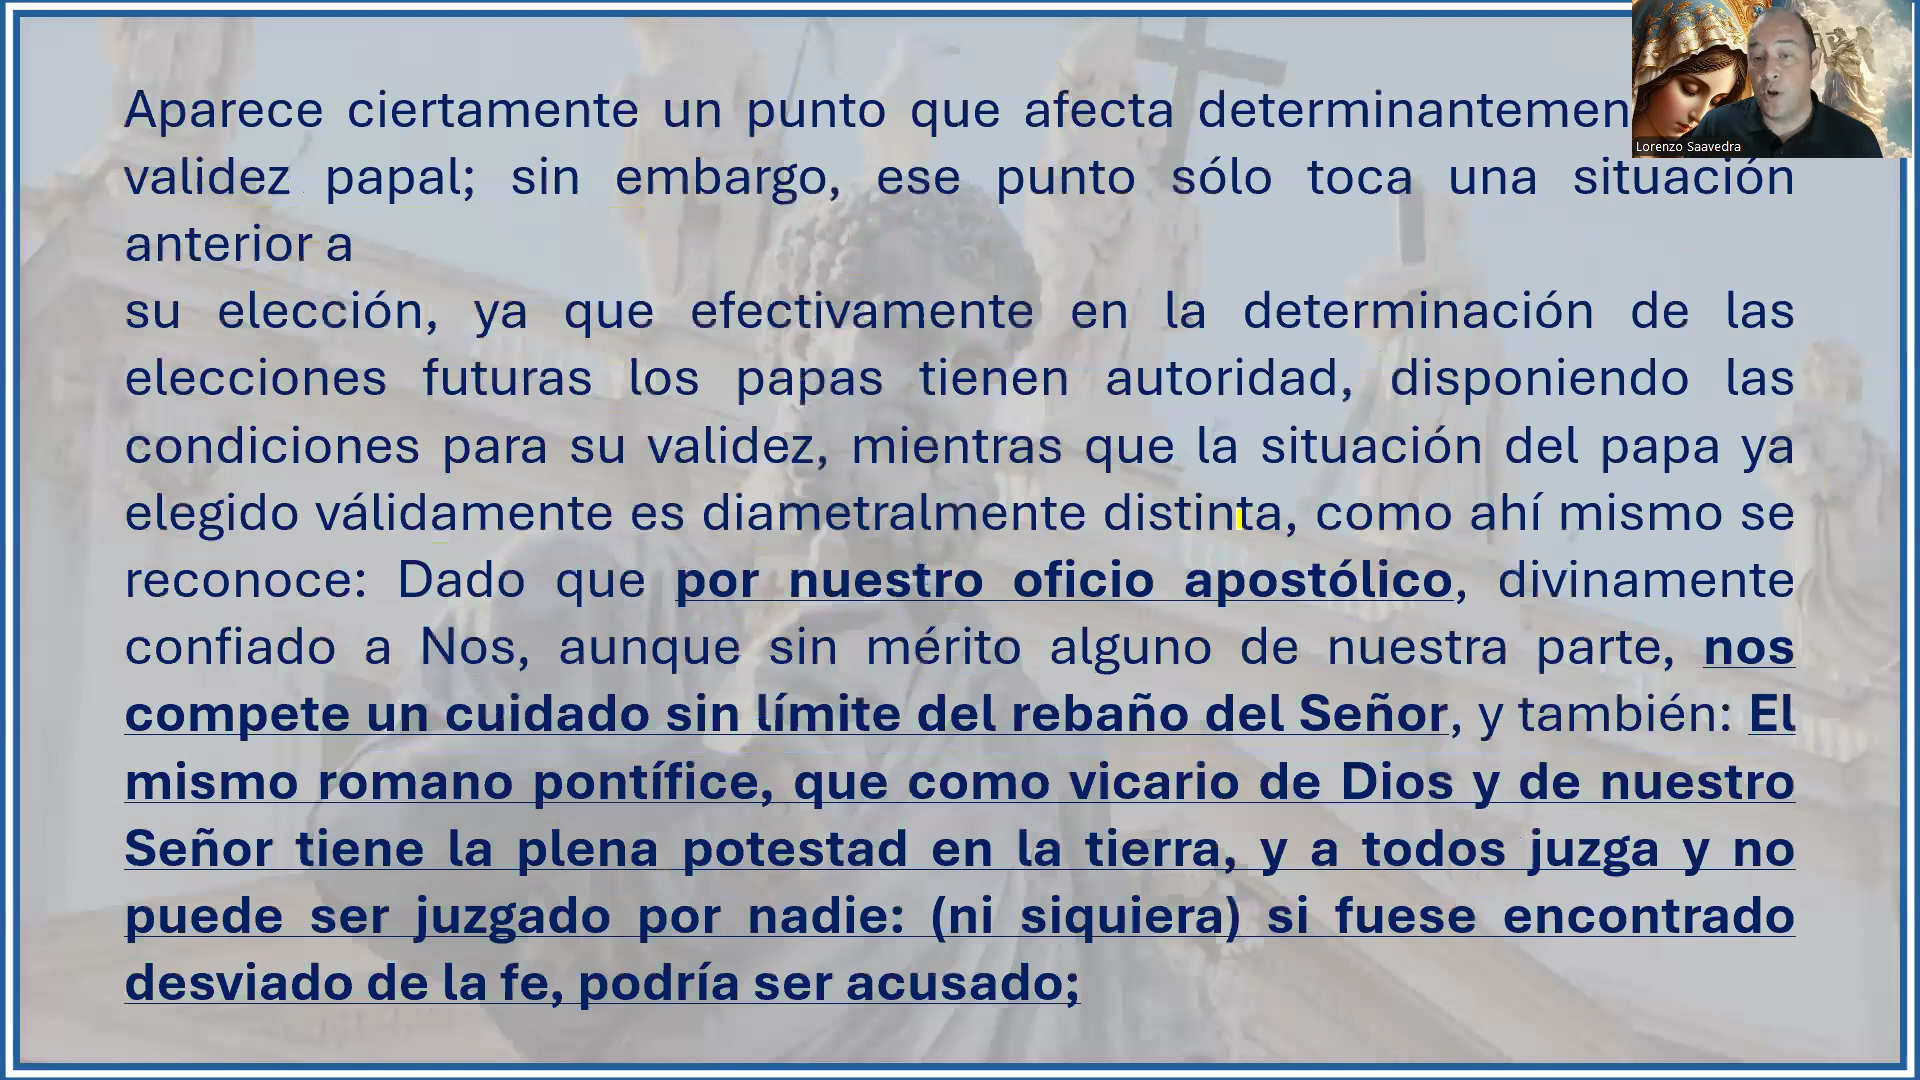 Aparece ciertamente un punto que afecta determinantemen
validez papal; sin embargo, ese punto sólo toca una situación
anterior a
su elección, ya que efectivamente en la determinación de las
elecciones futuras los papas tienen autoridad, disponiendo las
condiciones para su validez, mientras que la situación del papa ya
elegido válidamente es diametralmente distinta, como ahí mismo se
reconoce: Dado que por nuestro oficio apostólico, divinamente
confiado a Nos, aunque sin mérito alguno de nuestra parte, nos
compete un cuidado sin límite del rebaño del Señor, y también: El
mismo romano pontífice, que como vicario de Dios y de nuestro
Señor tiene la plena potestad en la tierra, y a todos juzga y no
puede ser juzgado por nadie: (ni siquiera) si fuese encontrado
desviado de la fe, podría ser acusado;
Lorenzo Saavedra